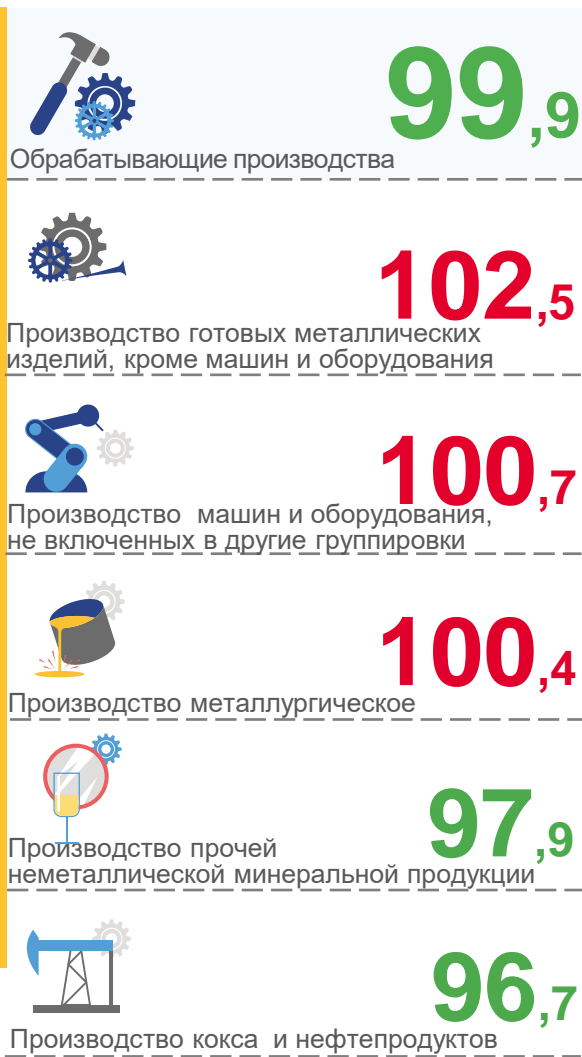 99,9
Обрабатывающие производства
102,5
Производство готовых металлических
изделий, кроме машин и оборудования
100,7
Производство  машин и оборудования,
не включенных в другие группировки
100,4
Производство металлургическое
97,9
Производство прочей
неметаллической минеральной продукции
96,7
Производство кокса  и нефтепродуктов